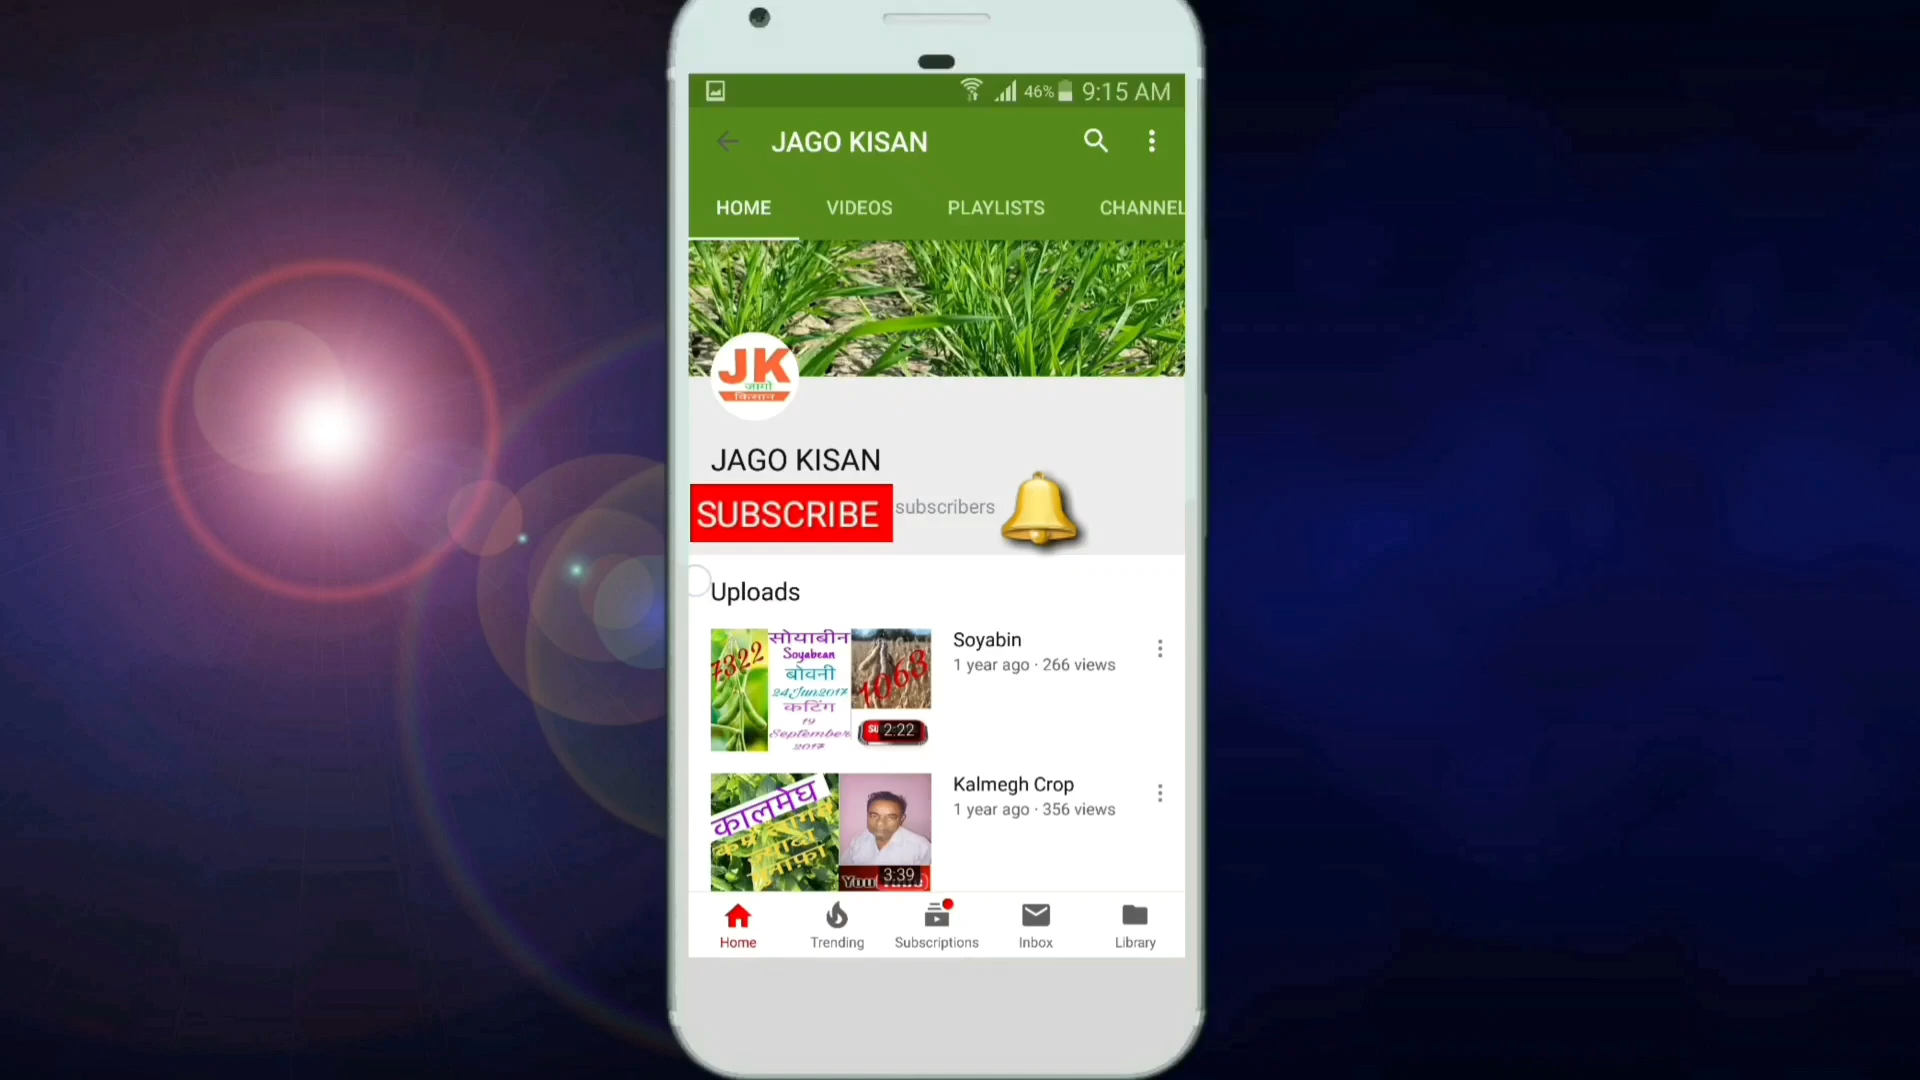 46% 9:15 AM
JAGO KISAN
HOME VIDEOS PLAYLISTS CHANNEL
JK
जागो
किसान
JAGO KISAN
SUBSCRIBE subscribers
Uploads
7322
सोयाबीन
Soyabean
बोवनी
24 Jun 2017
कटिंग
19
September
2017
1068
2:22
Soyabin
1 year ago · 266 views
कालमेघ
3:39
Kalmegh Crop
1 year ago · 356 views
Home Trending Subscriptions Inbox Library